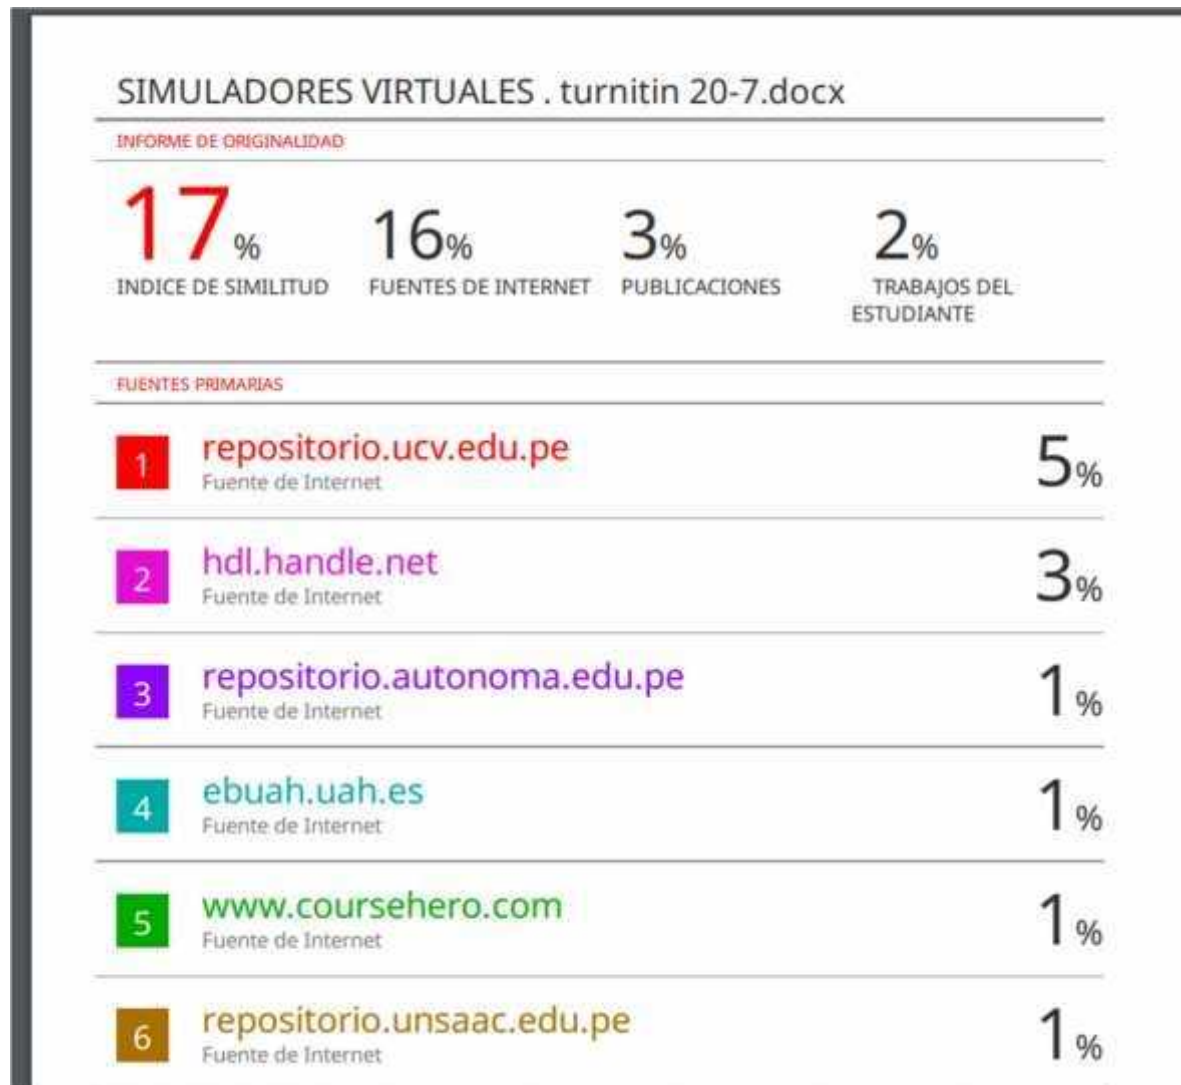 SIMULADORES VIRTUALES . turnitin 20-7.docx
INFORME DE ORIGINALIDAD
17% 16% 3% 2%
INDICE DE SIMILITUD FUENTES DE INTERNET PUBLICACIONES TRABAJOS DEL
ESTUDIANTE
FUENTES PRIMARIAS
1 repositorio.ucv.edu.pe 5%
Fuente de Internet
2 hdl.handle.net 3%
Fuente de Internet
3 repositorio.autonoma.edu.pe 1%
Fuente de Internet
4 ebuah.uah.es 1%
Fuente de Internet
5 www.coursehero.com 1%
Fuente de Internet
6 repositorio.unsaac.edu.pe 1%
Fuente de Internet